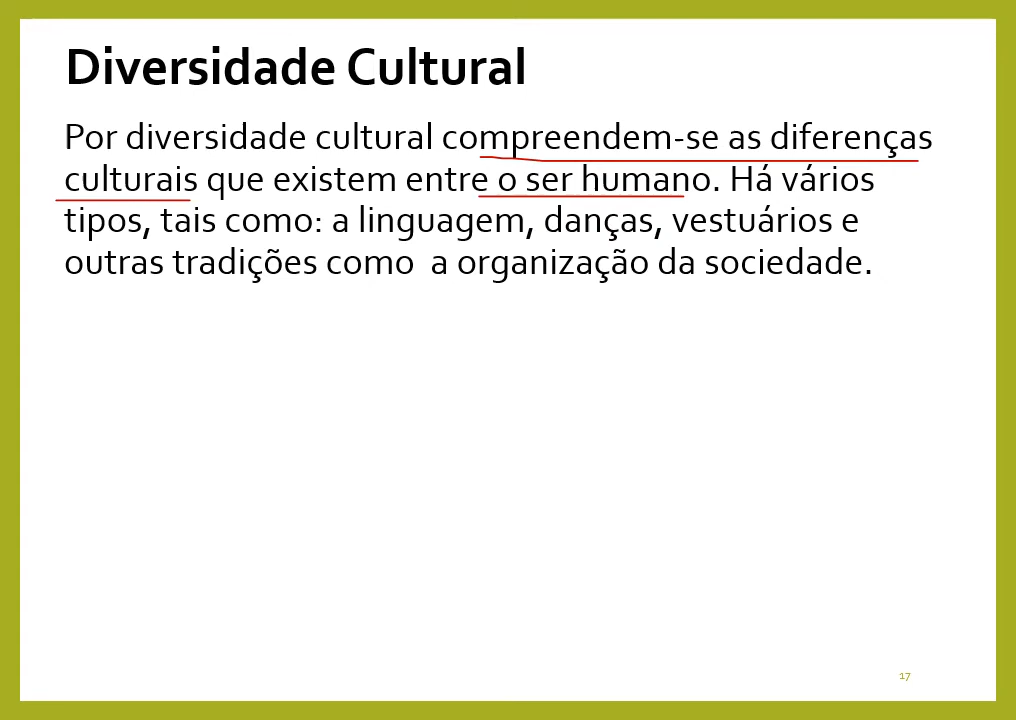 Diversidade Cultural
Por diversidade cultural compreendem-se as diferenças
culturais que existem entre o ser humano. Há vários
tipos, tais como: a linguagem, danças, vestuários e
outras tradições como  a organização da sociedade.
17